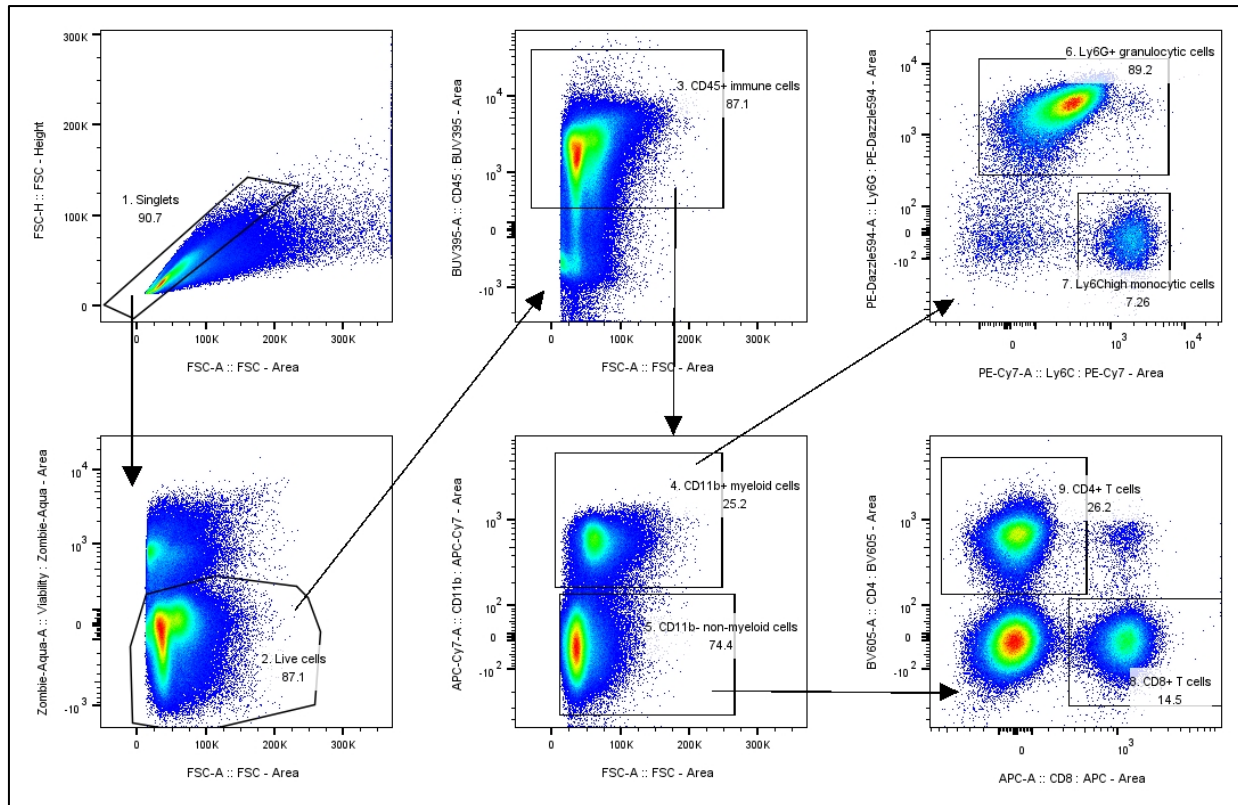 300K
200K
100K
0
FSC-H :: FSC - Height
1. Singlets
90.7
0
100K
200K
300K
FSC-A :: FSC - Area
10^4
10^3
0
-10^3
BUV395-A :: CD45 : BUV395 - Area
3. CD45+ immune cells
87.1
0
100K
200K
300K
FSC-A :: FSC - Area
10^4
10^3
10^2
0
-10^2
PE-Dazzle594-A :: Ly6G : PE-Dazzle594 - Area
6. Ly6G+ granulocytic cells
89.2
7. Ly6Chigh monocytic cells
7.26
0
10^3
10^4
PE-Cy7-A :: Ly6C : PE-Cy7 - Area
10^4
10^3
0
-10^3
Zombie-Aqua-A :: Viability : Zombie-Aqua - Area
2. Live cells
87.1
0
100K
200K
300K
FSC-A :: FSC - Area
10^3
10^2
0
-10^2
APC-Cy7-A :: CD11b : APC-Cy7 - Area
4. CD11b+ myeloid cells
25.2
5. CD11b- non-myeloid cells
74.4
0
100K
200K
300K
FSC-A :: FSC - Area
10^3
10^2
0
-10^2
BV605-A :: CD4 : BV605 - Area
9. CD4+ T cells
26.2
8. CD8+ T cells
14.5
0
10^3
APC-A :: CD8 : APC - Area